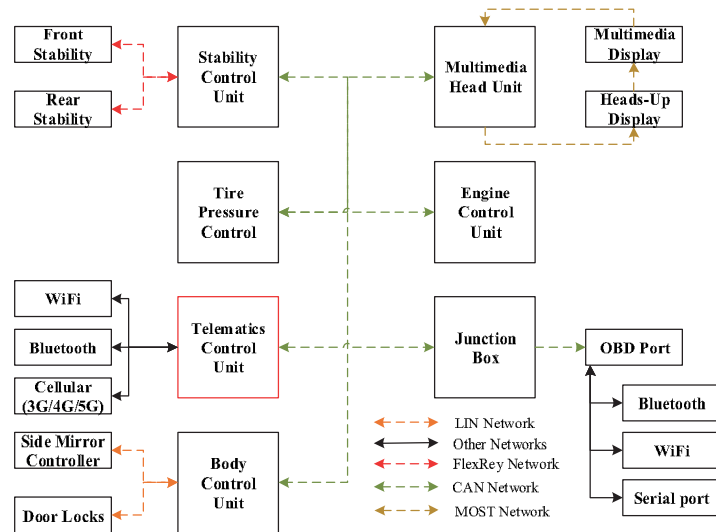 Front
Stability
Rear
Stability
Stability
Control
Unit
Multimedia
Head Unit
Multimedia
Display
Heads-Up
Display
Tire
Pressure
Control
Engine
Control
Unit
WiFi
Bluetooth
Cellular
(3G/4G/5G)
Telematics
Control
Unit
Junction
Box
OBD Port
Bluetooth
WiFi
Serial port
Side Mirror
Controller
Door Locks
Body
Control
Unit
LIN Network
Other Networks
FlexRey Network
CAN Network
MOST Network